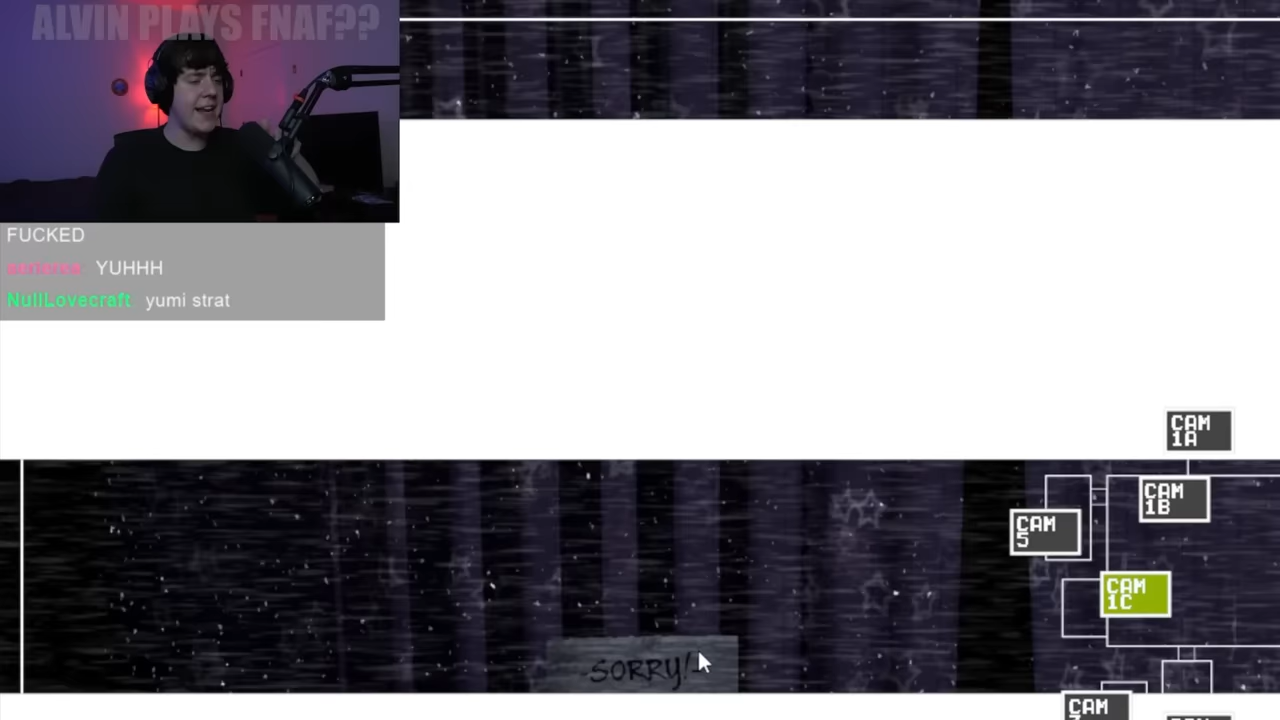 ALVIN PLAYS FNAF??
FUCKED
YUHHH
NullLovecraft yumi strat
CAM
1A
CAM
1B
CAM
5
CAM
1C
SORRY!
CAM